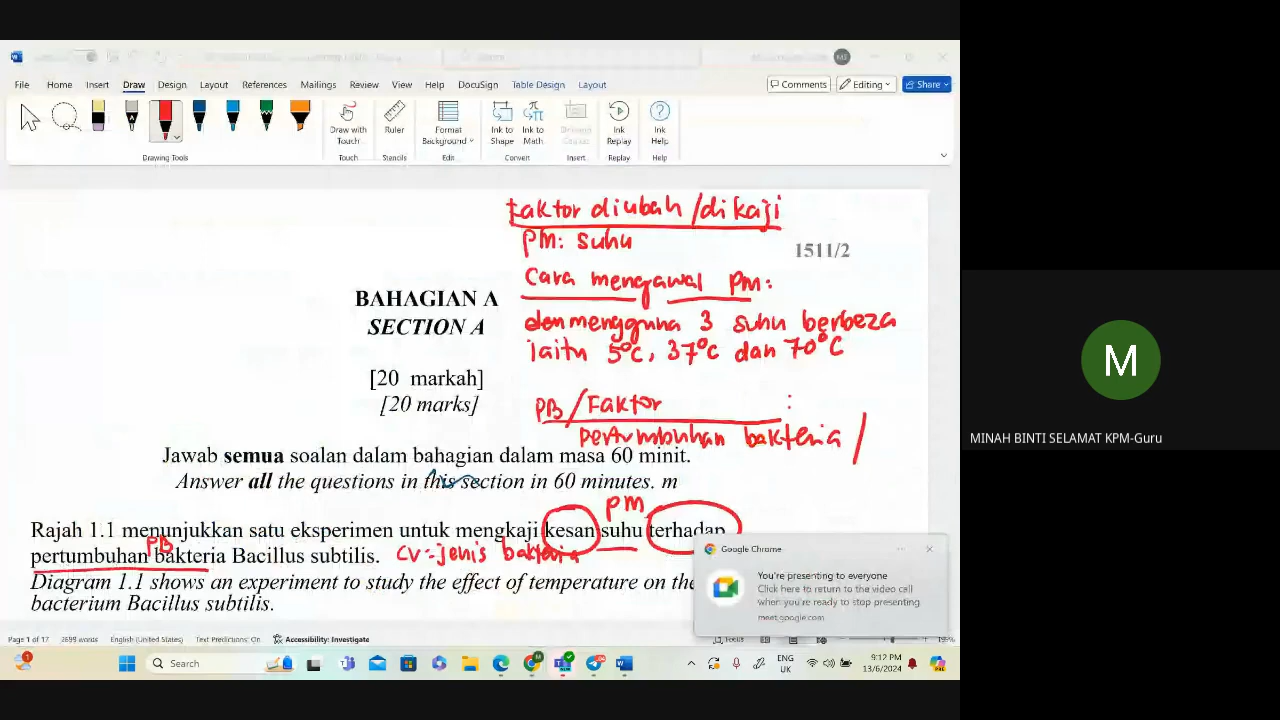 File Home Insert Draw Design Layout References Mailings Review View Help DocuSign Table Design Layout
Comments Editing Share
Draw with Touch Ruler Format Background Ink to Shape Ink to Math Ink Replay Ink Help
Drawing Tools Touch Stencils Edit Convert Insert Replay Help
Faktor diubah/dikaji
PM: suhu
1511/2
Cara mengawal PM:
BAHAGIAN A
SECTION A
mengguna 3 suhu berbeza
iaitu 5°C, 37°C dan 70°C
[20 markah]
[20 marks]
PB/Faktor :
pertumbuhan bakteria /
Jawab semua soalan dalam bahagian dalam masa 60 minit.
Answer all the questions in this section in 60 minutes. m
PM
Rajah 1.1 menunjukkan satu eksperimen untuk mengkaji kesan suhu terhadap
PB
pertumbuhan bakteria Bacillus subtilis. cv=jenis bakteria
Diagram 1.1 shows an experiment to study the effect of temperature on the
bacterium Bacillus subtilis.
Google Chrome
You're presenting to everyone
Click here to return to the video call
when you're ready to stop presenting
meet.google.com
Page 1 of 17 2699 words English (United States) Text Predictions: On Accessibility: Investigate Focus
Search
ENG
UK
9:12 PM
13/6/2024
M
MINAH BINTI SELAMAT KPM-Guru